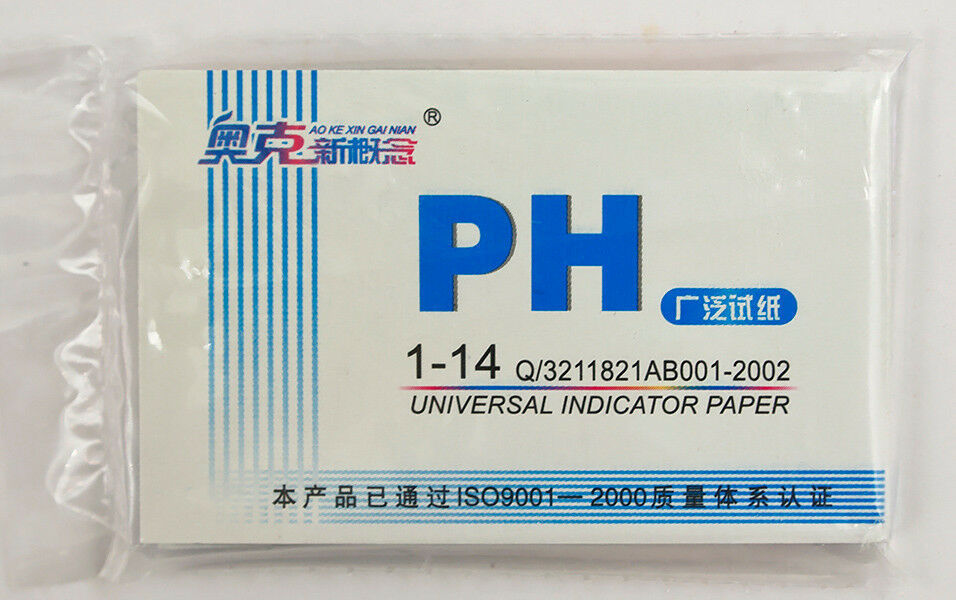 AO KE XIN GAI NIAN ®
奥克新概念
PH
广泛试纸
1-14 Q/3211821AB001-2002
UNIVERSAL INDICATOR PAPER
本产品已通过ISO9001—2000质量体系认证